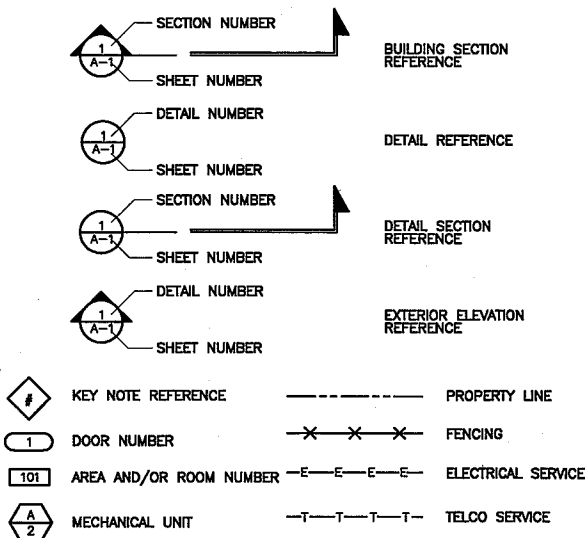 SECTION NUMBER
1
A-1
SHEET NUMBER
BUILDING SECTION
REFERENCE
DETAIL NUMBER
1
A-1
SHEET NUMBER
DETAIL REFERENCE
SECTION NUMBER
1
A-1
SHEET NUMBER
DETAIL SECTION
REFERENCE
DETAIL NUMBER
1
A-1
SHEET NUMBER
EXTERIOR ELEVATION
REFERENCE
# KEY NOTE REFERENCE
PROPERTY LINE
1 DOOR NUMBER
X X X FENCING
101 AREA AND/OR ROOM NUMBER
E E E E ELECTRICAL SERVICE
A
2
MECHANICAL UNIT
T T T T TELCO SERVICE